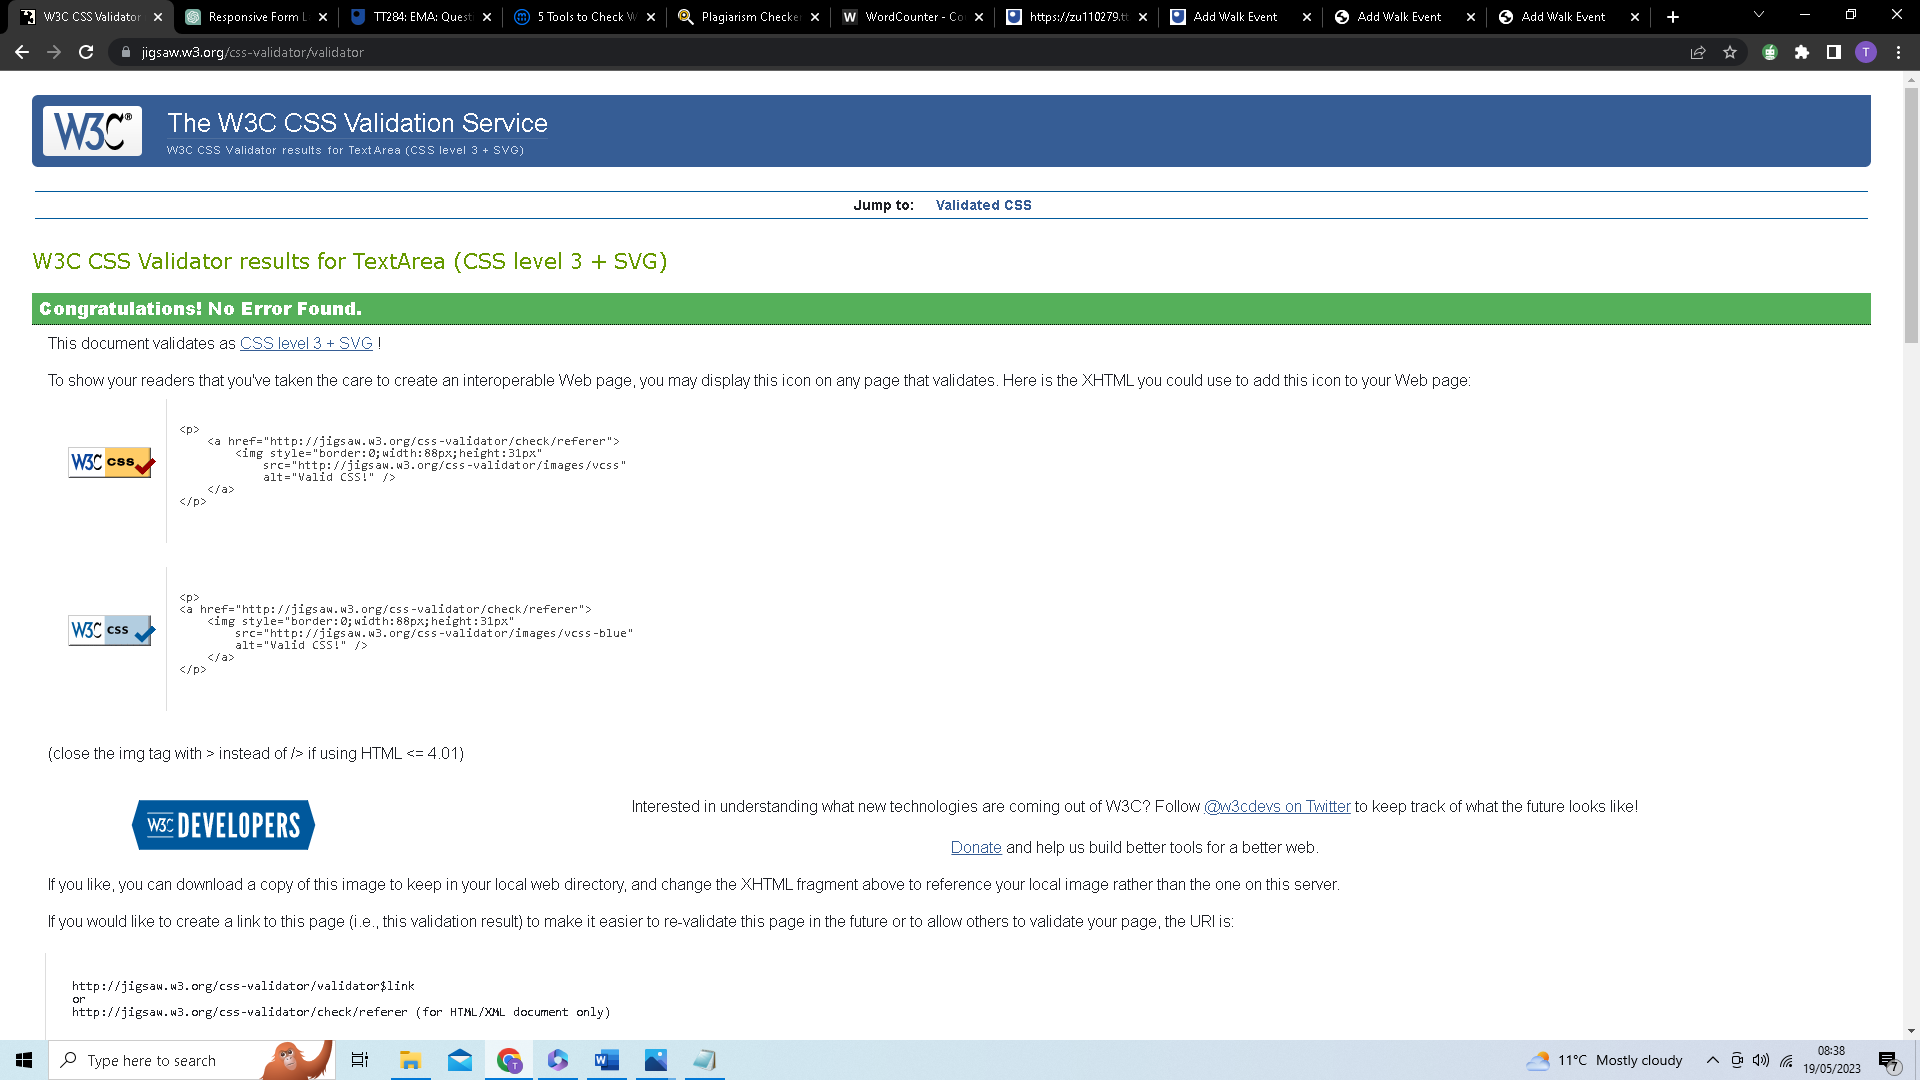 W3C CSS Validator
Responsive Form L
TT284: EMA: Quest
5 Tools to Check W
Plagiarism Checker
WordCounter - Co
https://zu110279.tt
Add Walk Event
Add Walk Event
Add Walk Event
jigsaw.w3.org/css-validator/validator
T
W3C® The W3C CSS Validation Service
W3C CSS Validator results for TextArea (CSS level 3 + SVG)
Jump to: Validated CSS
W3C CSS Validator results for TextArea (CSS level 3 + SVG)
Congratulations! No Error Found.
This document validates as CSS level 3 + SVG !
To show your readers that you've taken the care to create an interoperable Web page, you may display this icon on any page that validates. Here is the XHTML you could use to add this icon to your Web page:
W3C css
<p>
<a href="http://jigsaw.w3.org/css-validator/check/referer">
<img style="border:0;width:88px;height:31px"
src="http://jigsaw.w3.org/css-validator/images/vcss"
alt="Valid CSS!" />
</a>
</p>
W3C css
<p>
<a href="http://jigsaw.w3.org/css-validator/check/referer">
<img style="border:0;width:88px;height:31px"
src="http://jigsaw.w3.org/css-validator/images/vcss-blue"
alt="Valid CSS!" />
</a>
</p>
(close the img tag with > instead of /> if using HTML <= 4.01)
W3C DEVELOPERS
Interested in understanding what new technologies are coming out of W3C? Follow @w3cdevs on Twitter to keep track of what the future looks like!
Donate and help us build better tools for a better web.
If you like, you can download a copy of this image to keep in your local web directory, and change the XHTML fragment above to reference your local image rather than the one on this server.
If you would like to create a link to this page (i.e., this validation result) to make it easier to re-validate this page in the future or to allow others to validate your page, the URI is:
http://jigsaw.w3.org/css-validator/validator$link
or
http://jigsaw.w3.org/css-validator/check/referer (for HTML/XML document only)
Type here to search
11°C Mostly cloudy
08:38
19/05/2023
7